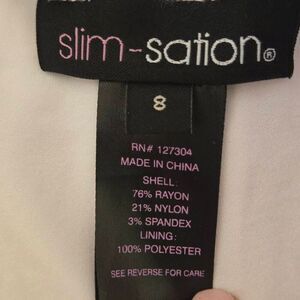 slim-sation®
8
RN# 127304
MADE IN CHINA
SHELL:
76% RAYON
21% NYLON
3% SPANDEX
LINING:
100% POLYESTER
SEE REVERSE FOR CARE